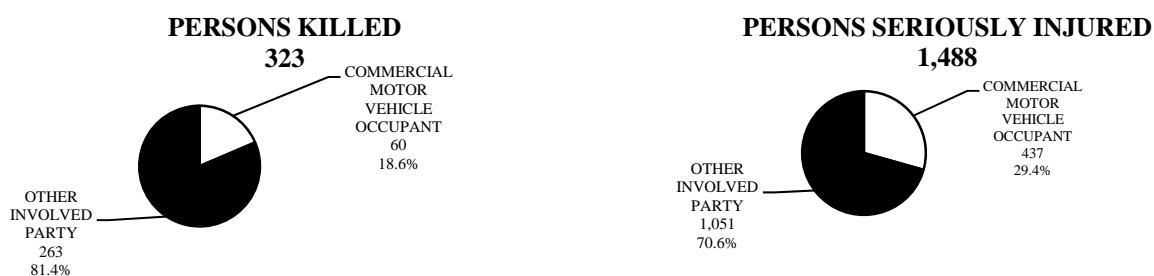 PERSONS KILLED
323
COMMERCIAL
MOTOR
VEHICLE
OCCUPANT
60
18.6%
OTHER
INVOLVED
PARTY
263
81.4%
PERSONS SERIOUSLY INJURED
1,488
COMMERCIAL
MOTOR
VEHICLE
OCCUPANT
437
29.4%
OTHER
INVOLVED
PARTY
1,051
70.6%